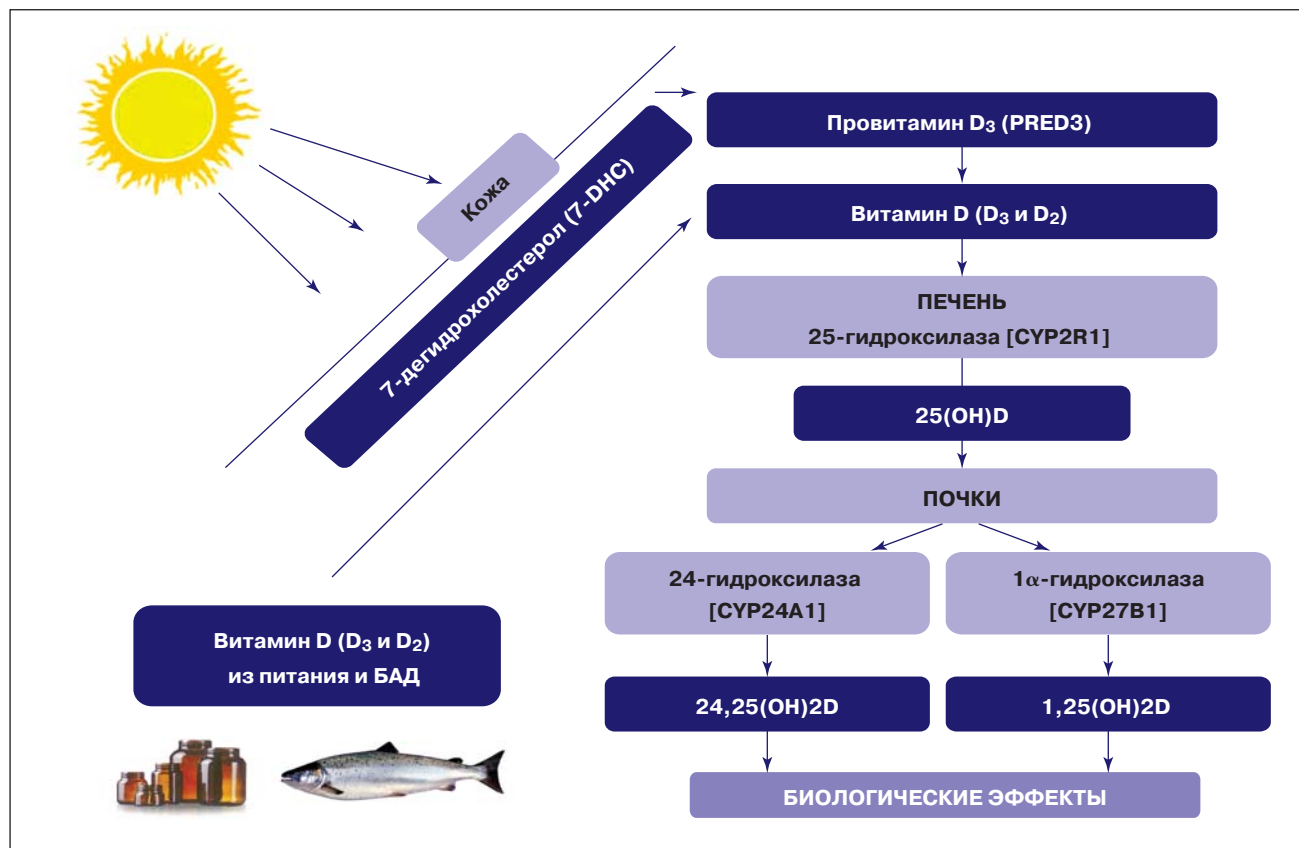 Кожа
7-дегидрохолестерол (7-DHC)
Провитамин D₃ (PRED3)
Витамин D (D₃ и D₂)
ПЕЧЕНЬ
25-гидроксилаза [CYP2R1]
25(OH)D
ПОЧКИ
24-гидроксилаза
[CYP24A1]
1α-гидроксилаза
[CYP27B1]
Витамин D (D₃ и D₂)
из питания и БАД
24,25(OH)2D
1,25(OH)2D
БИОЛОГИЧЕСКИЕ ЭФФЕКТЫ